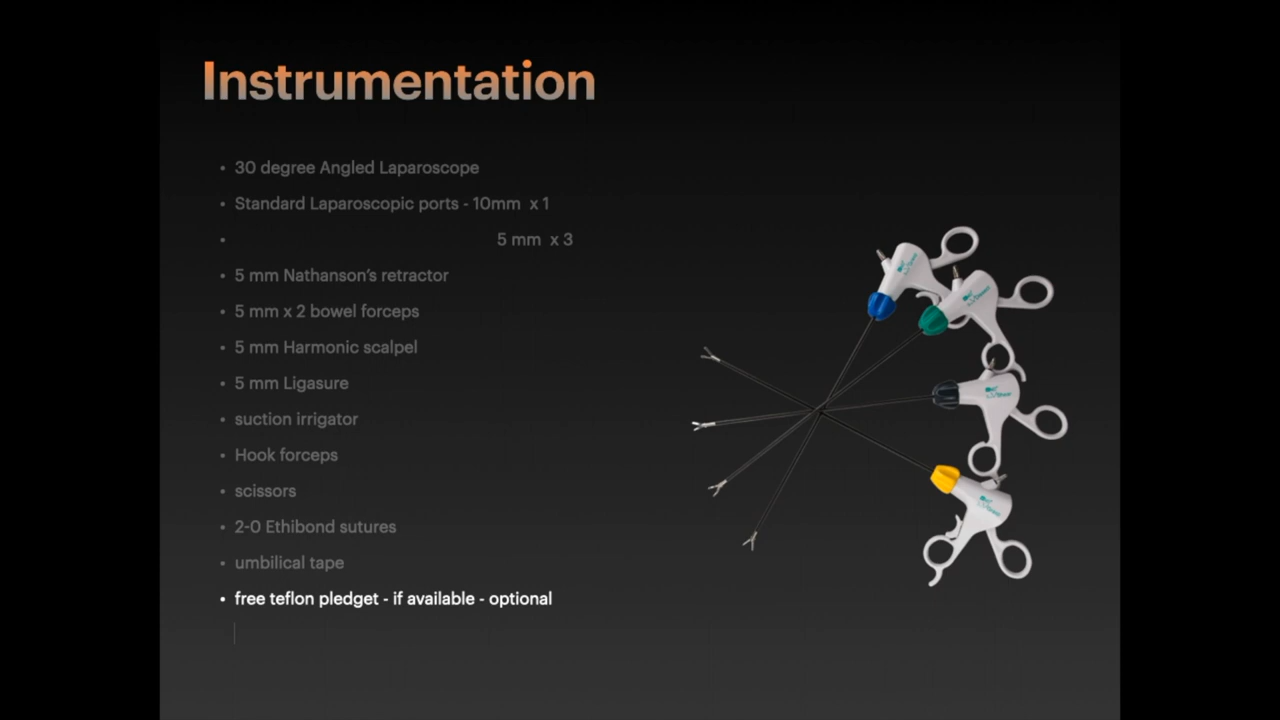 Instrumentation
• 30 degree Angled Laparoscope
• Standard Laparoscopic ports - 10mm x 1
• 5 mm x 3
• 5 mm Nathanson's retractor
• 5 mm x 2 bowel forceps
• 5 mm Harmonic scalpel
• 5 mm Ligasure
• suction irrigator
• Hook forceps
• scissors
• 2-0 Ethibond sutures
• umbilical tape
• free teflon pledget - if available - optional